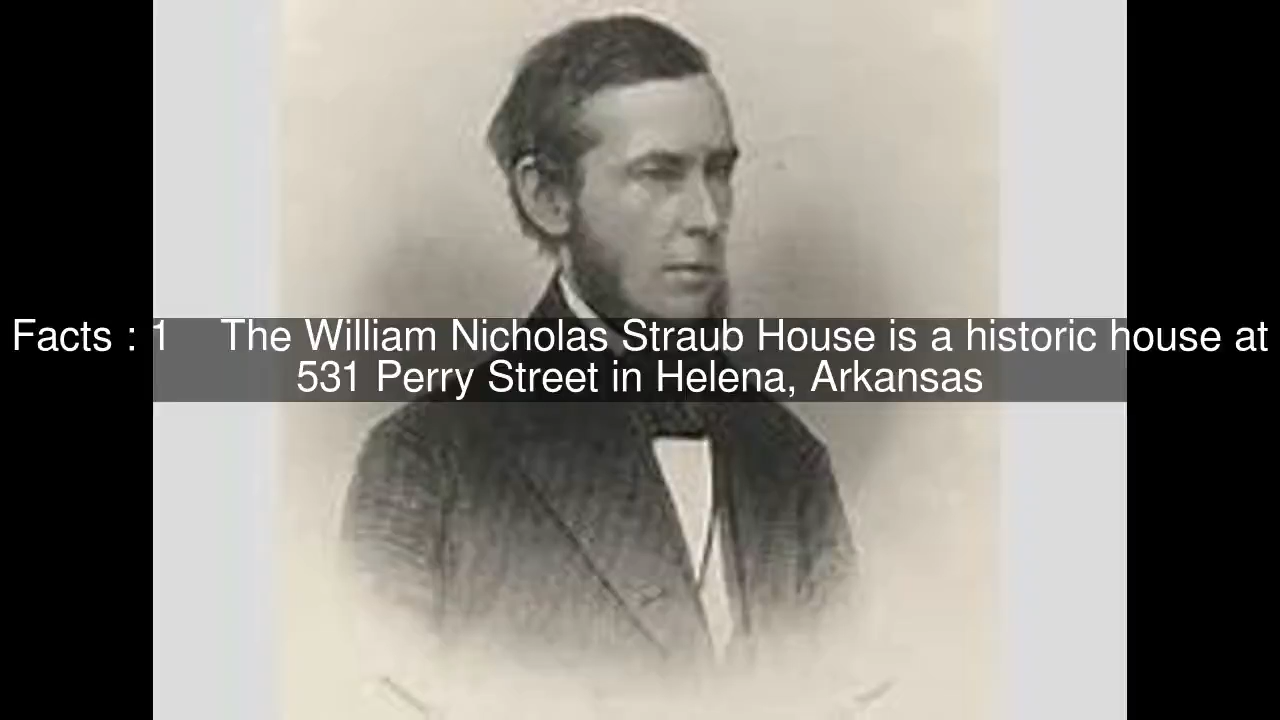 Facts : 1 The William Nicholas Straub House is a historic house at
531 Perry Street in Helena, Arkansas